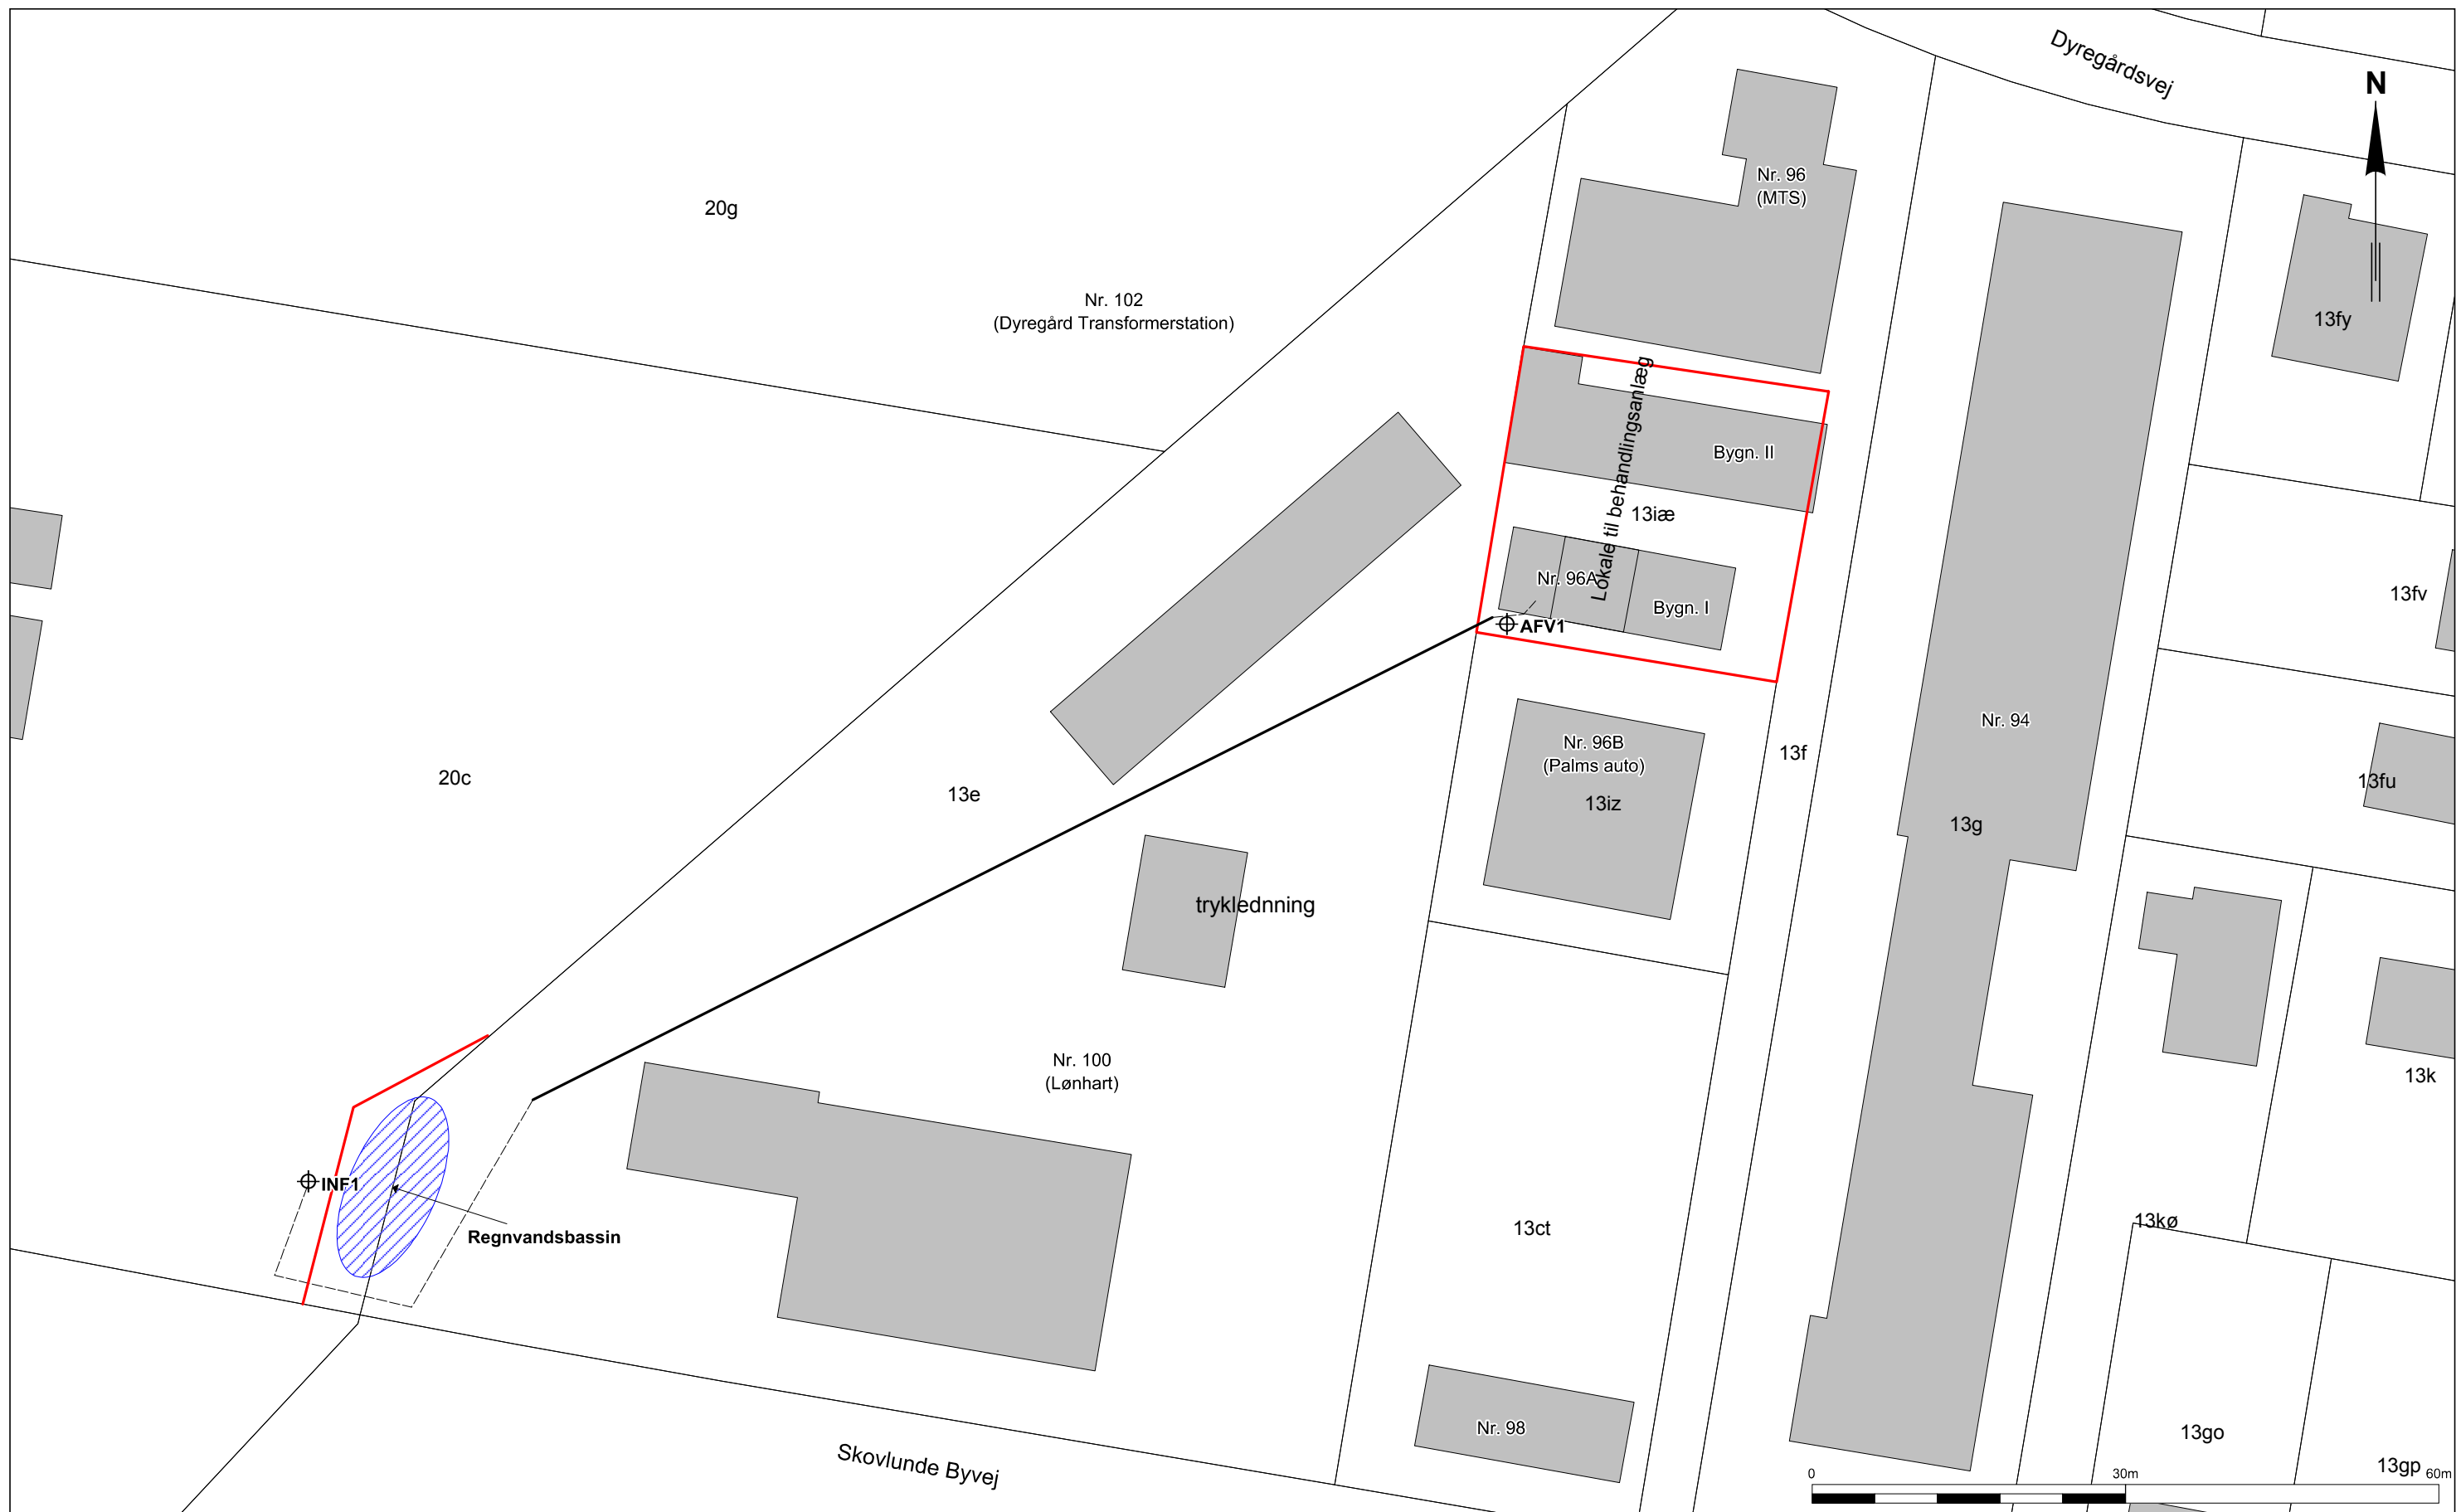 Dyregårdsvej
N
Nr. 96
(MTS)
20g
Nr. 102
(Dyregård Transformerstation)
13fy
Lokale til behandlingsanlæg
Bygn. II
13iæ
Nr. 96A
Bygn. I
AFV1
13fv
Nr. 94
Nr. 96B
(Palms auto)
13iz
13f
13fu
20c
13e
13g
tryklednning
Nr. 100
(Lønhart)
13k
INF1
Regnvandsbassin
13ct
13kø
Nr. 98
13go
Skovlunde Byvej
13gp
0 30m 60m